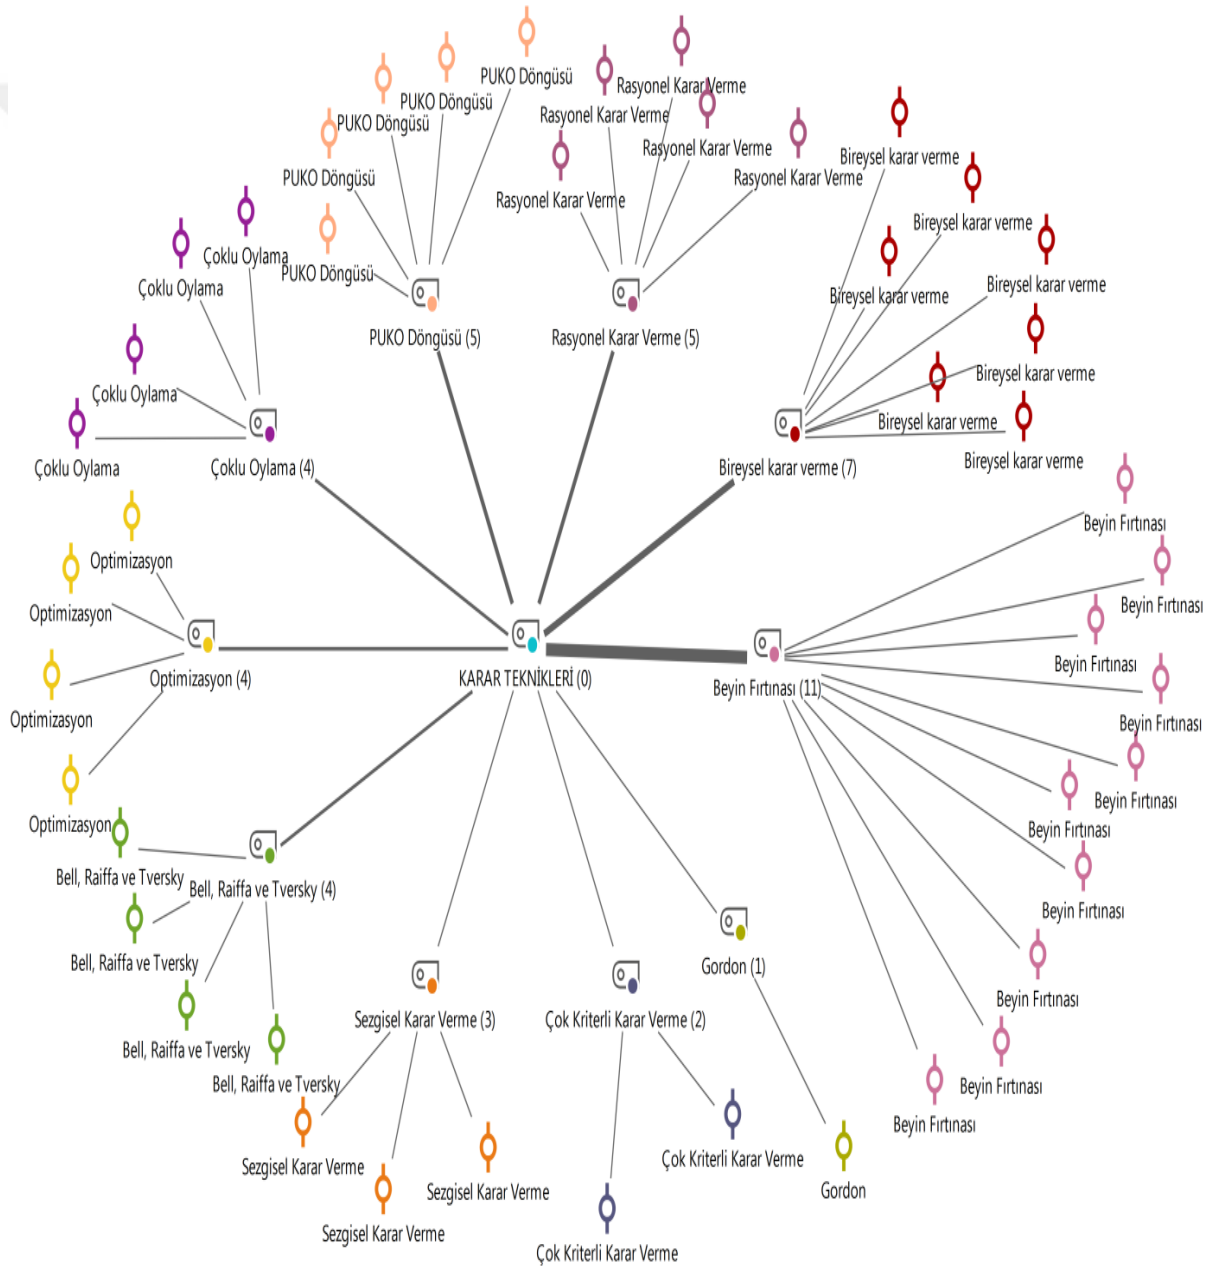 PUKO Döngüsü
Rasyonel Karar Verme
PUKO Döngüsü
Rasyonel Karar Verme
PUKO Döngüsü
Rasyonel Karar Verme
Bireysel karar verme
PUKO Döngüsü
Rasyonel Karar Verme
Rasyonel Karar Verme
Bireysel karar verme
Çoklu Oylama
PUKO Döngüsü
Çoklu Oylama
Bireysel karar verme
Bireysel karar verme
PUKO Döngüsü (5)
Rasyonel Karar Verme (5)
Bireysel karar verme
Çoklu Oylama
Bireysel karar verme
Çoklu Oylama
Çoklu Oylama (4)
Bireysel karar verme (7)
Bireysel karar verme
Beyin Fırtınası
Optimizasyon
Beyin Fırtınası
Optimizasyon
Beyin Fırtınası
Optimizasyon (4)
KARAR TEKNİKLERİ (0)
Beyin Fırtınası (11)
Optimizasyon
Beyin Fırtınası
Beyin Fırtınası
Optimizasyon
Beyin Fırtınası
Bell, Raiffa ve Tversky
Bell, Raiffa ve Tversky (4)
Beyin Fırtınası
Bell, Raiffa ve Tversky
Gordon (1)
Beyin Fırtınası
Sezgisel Karar Verme (3)
Çok Kriterli Karar Verme (2)
Bell, Raiffa ve Tversky
Bell, Raiffa ve Tversky
Beyin Fırtınası
Beyin Fırtınası
Sezgisel Karar Verme
Çok Kriterli Karar Verme
Sezgisel Karar Verme
Gordon
Sezgisel Karar Verme
Çok Kriterli Karar Verme